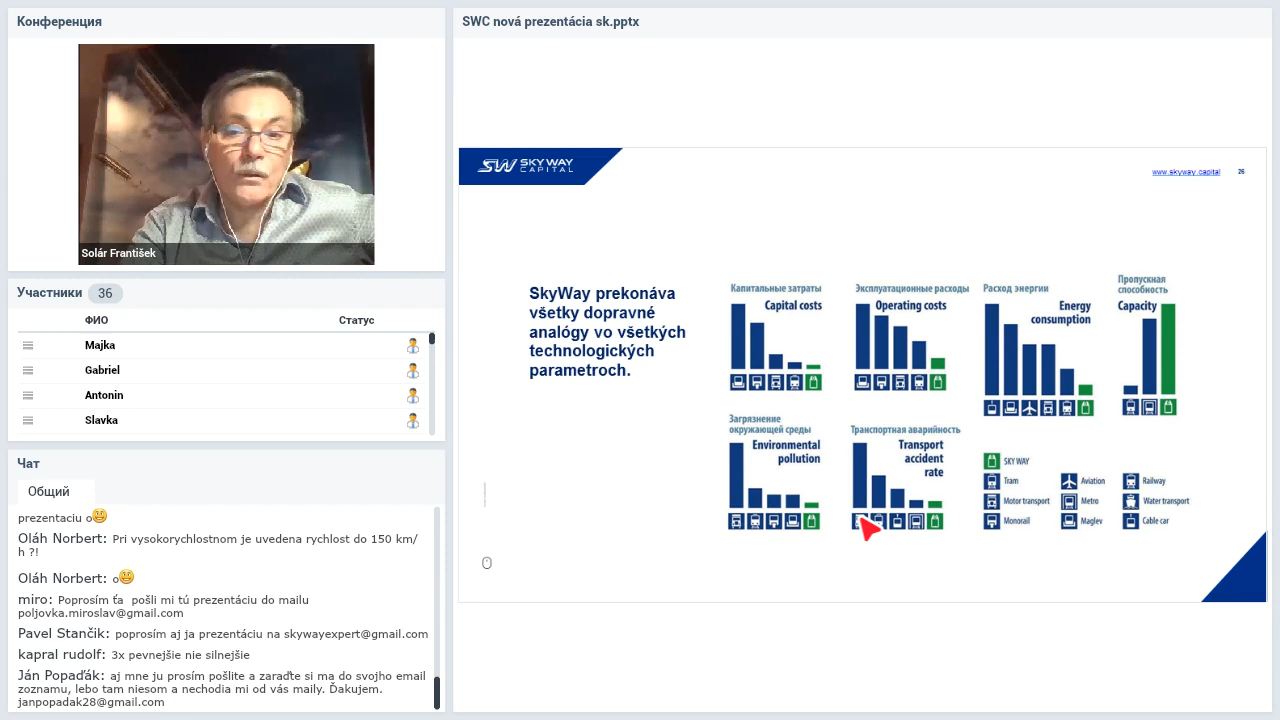 Конференция
Solár František
Участники 36
ФИО Статус
Majka
Gabriel
Antonin
Slavka
Чат
Общий
prezentaciu o
Oláh Norbert: Pri vysokorychlostnom je uvedena rychlost do 150 km/
h ?!
Oláh Norbert: o
miro: Poprosím ťa pošli mi tú prezentáciu do mailu
poljovka.miroslav@gmail.com
Pavel Stančik: poprosím aj ja prezentáciu na skywayexpert@gmail.com
kapral rudolf: 3x pevnejšie nie silnejšie
Ján Popaďák: aj mne ju prosím pošlite a zaraďte si ma do svojho email
zoznamu, lebo tam niesom a nechodia mi od vás maily. Ďakujem.
janpopadak28@gmail.com
SWC nová prezentácia sk.pptx
SW SKY WAY
CAPITAL
www.skyway.capital 26
SkyWay prekonáva
všetky dopravné
analógy vo všetkých
technologických
parametroch.
Капитальные затраты
Capital costs
Эксплуатационные расходы
Operating costs
Расход энергии
Energy
consumption
Пропускная
способность
Capacity
Загрязнение
окружающей среды
Environmental
pollution
Транспортная аварийность
Transport
accident
rate
SKY WAY
Tram Aviation Railway
Motor transport Metro Water transport
Monorail Maglev Cable car